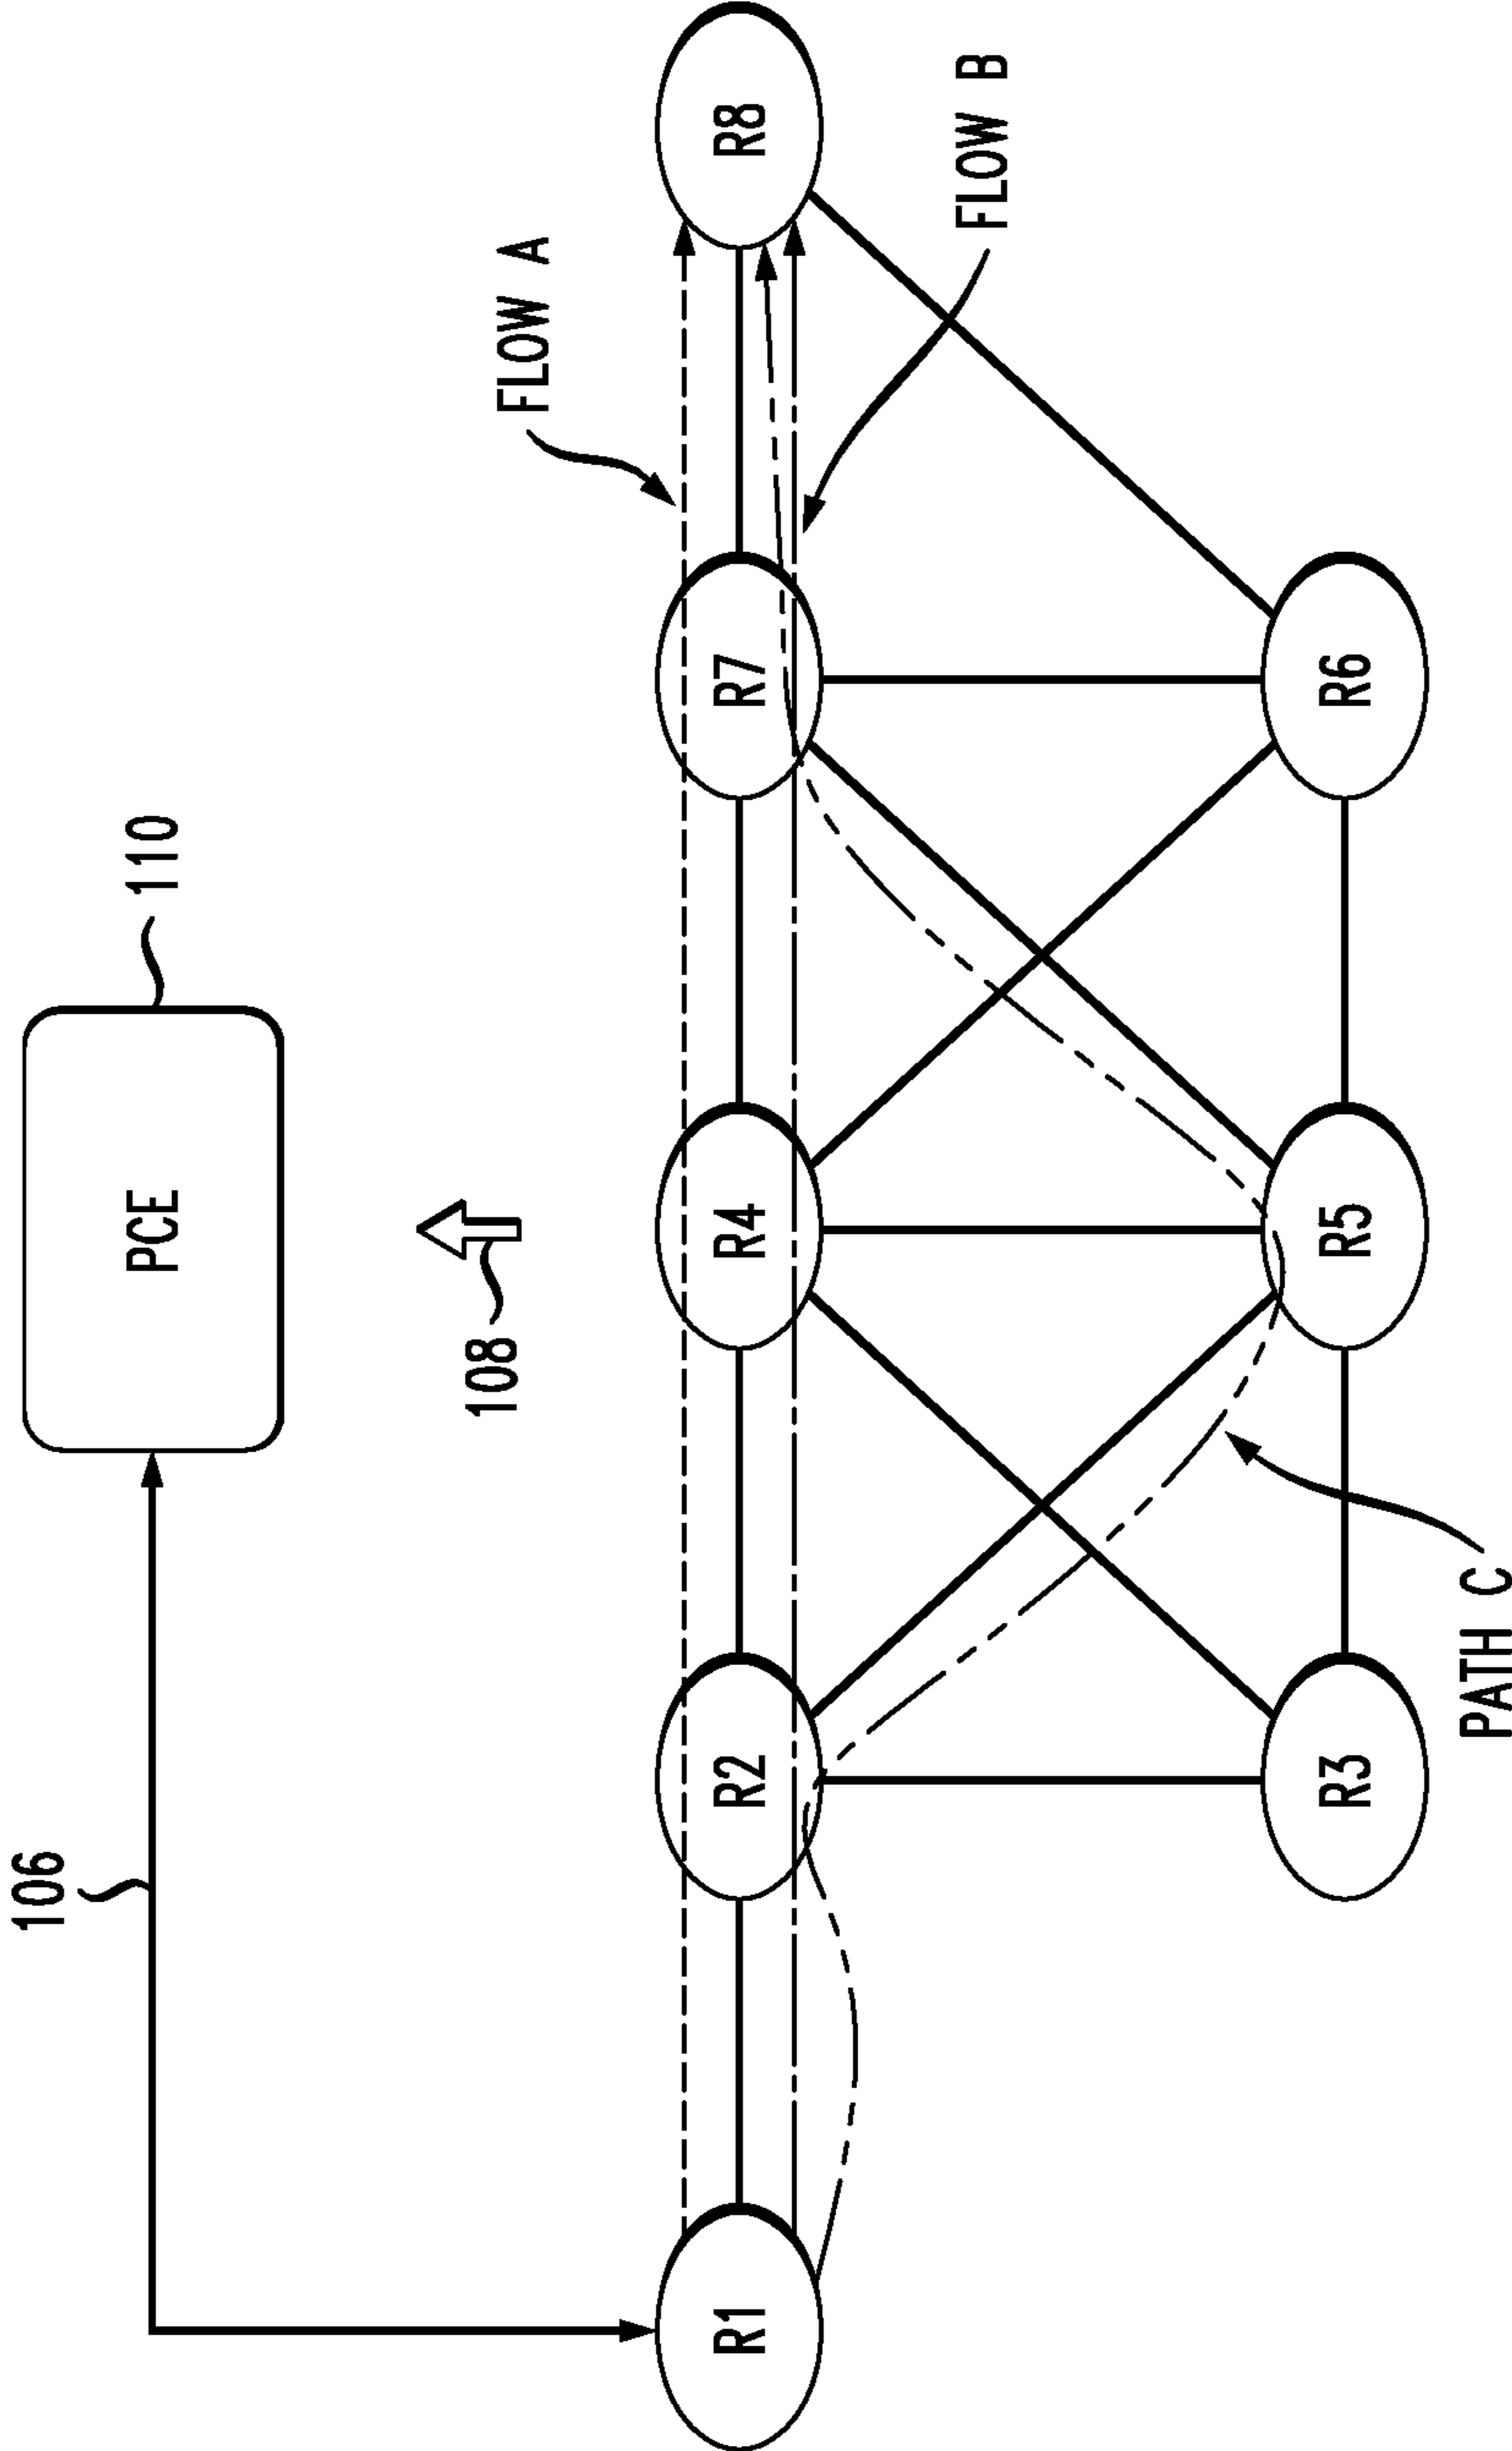 106
PCE
110
108
FLOW A
R1
R2
R4
R7
R8
FLOW B
R3
R5
R6
PATH C